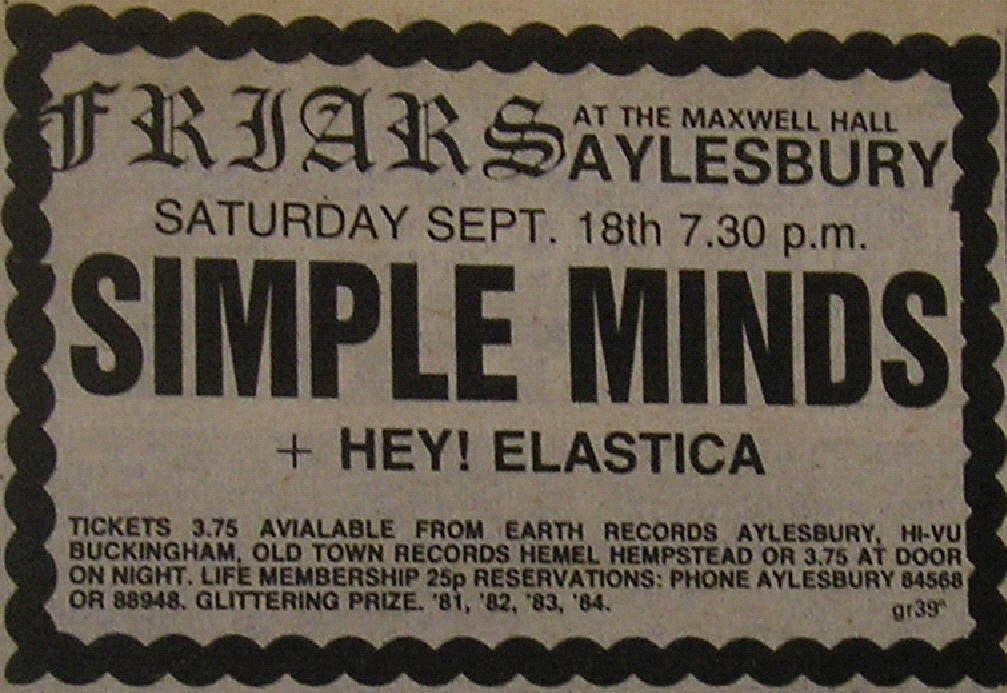 FRIARS AT THE MAXWELL HALL
AYLESBURY
SATURDAY SEPT. 18th 7.30 p.m.
SIMPLE MINDS
+ HEY! ELASTICA
TICKETS 3.75 AVIALABLE FROM EARTH RECORDS AYLESBURY, HI-VU
BUCKINGHAM, OLD TOWN RECORDS HEMEL HEMPSTEAD OR 3.75 AT DOOR
ON NIGHT. LIFE MEMBERSHIP 25p RESERVATIONS: PHONE AYLESBURY 84568
OR 88948. GLITTERING PRIZE. '81, '82, '83, '84.
gr39"